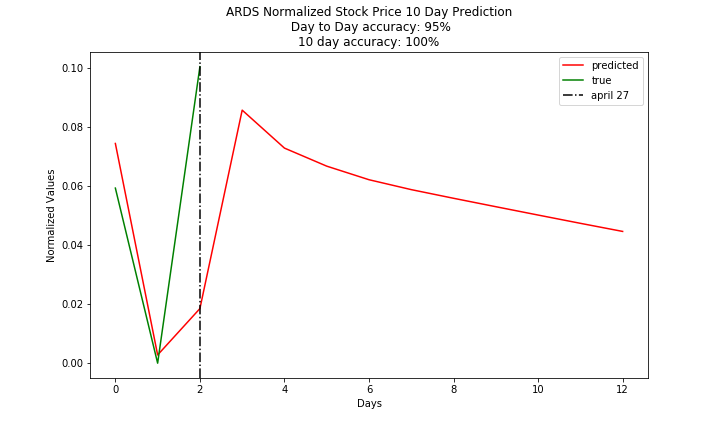 ARDS Normalized Stock Price 10 Day Prediction
Day to Day accuracy: 95%
10 day accuracy: 100%
predicted
true
april 27
Normalized Values
0.10
0.08
0.06
0.04
0.02
0.00
0 2 4 6 8 10 12
Days